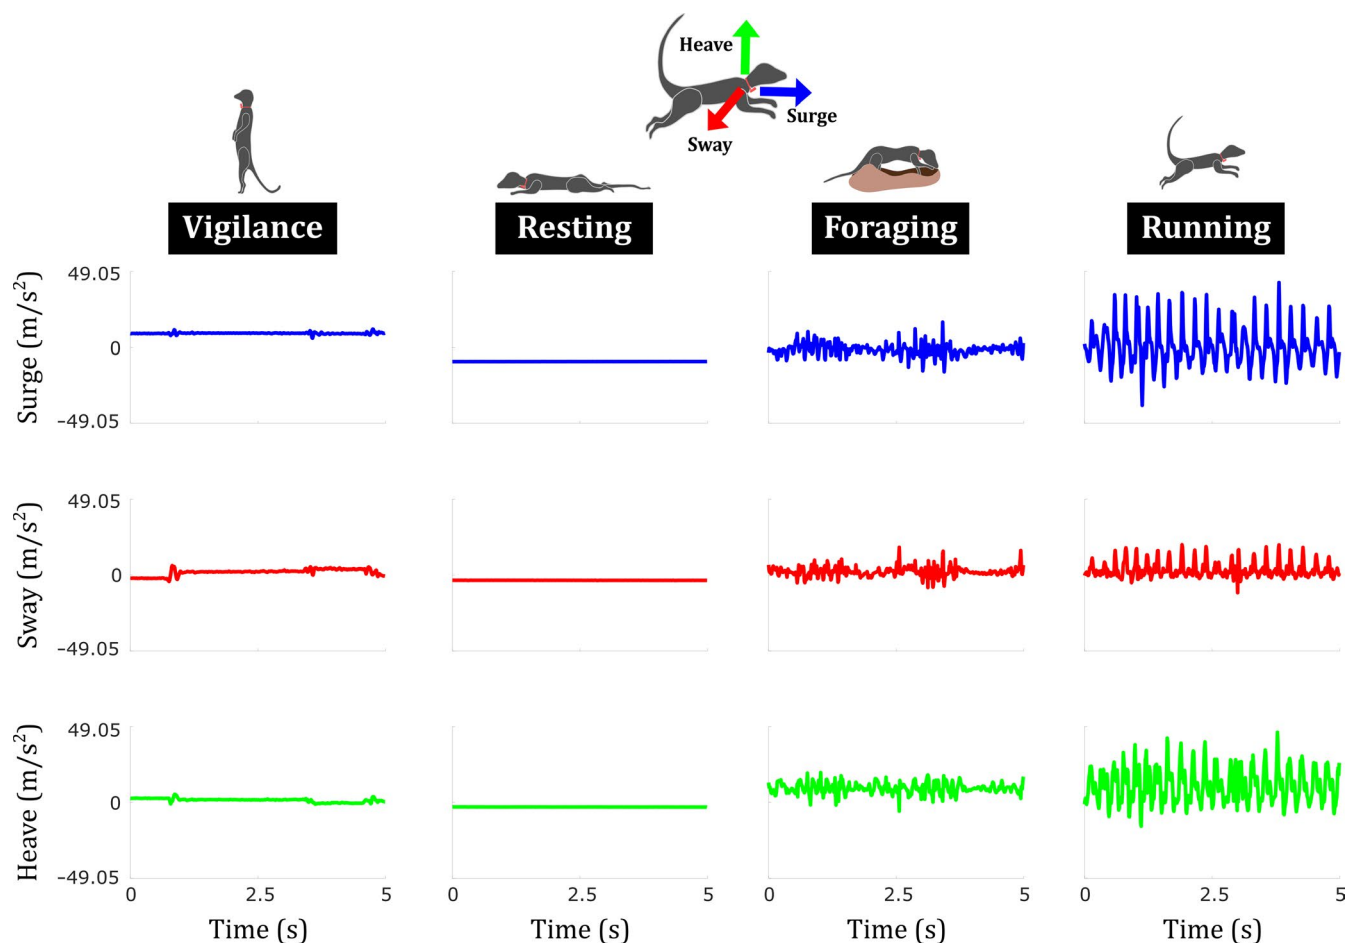 Heave
Surge
Sway
Vigilance
Resting
Foraging
Running
Surge (m/s²)
49.05
0
−49.05
Sway (m/s²)
49.05
0
−49.05
Heave (m/s²)
49.05
0
−49.05
0 2.5 5
0 2.5 5
0 2.5 5
0 2.5 5
Time (s)
Time (s)
Time (s)
Time (s)